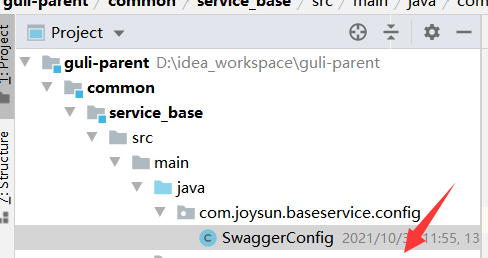 guli-parent common service_base src main java com
1: Project
Project
guli-parent D:\idea_workspace\guli-parent
common
service_base
src
main
java
com.joysun.baseservice.config
SwaggerConfig 2021/10/3 11:55, 13
7: Structure